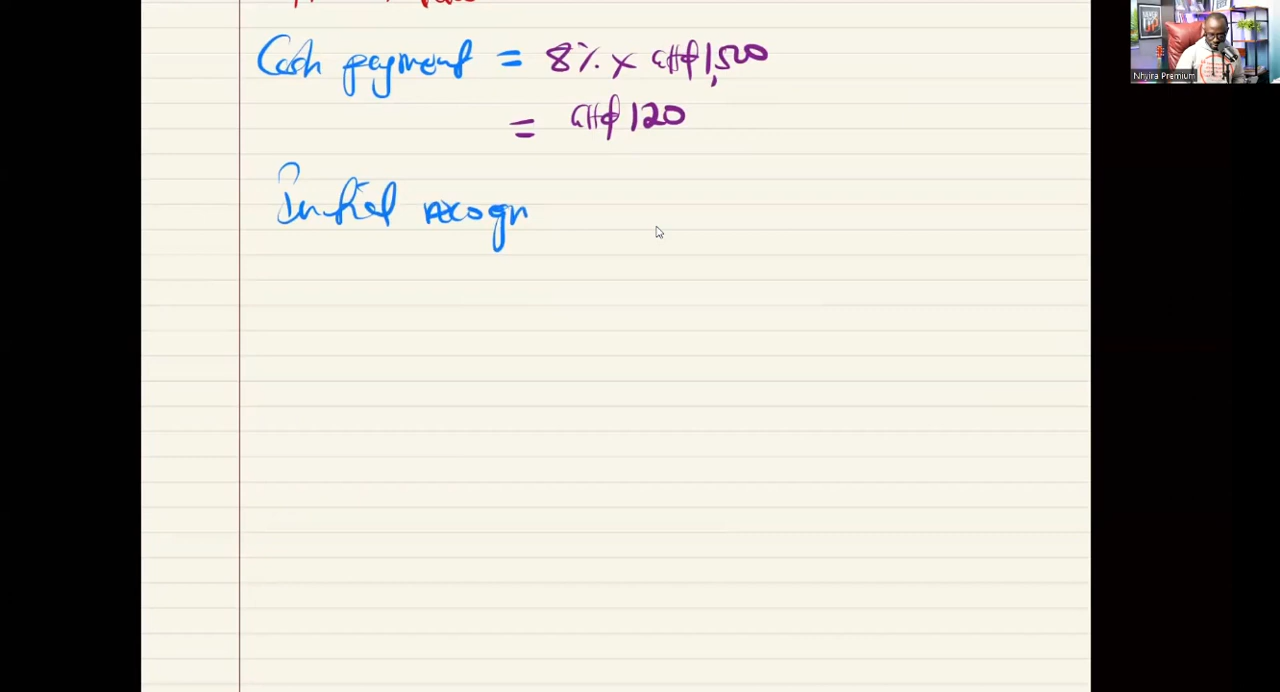 Cash payment = 8% x GH¢1,500
= GH¢120
Initial recogn
Nhyira Premium